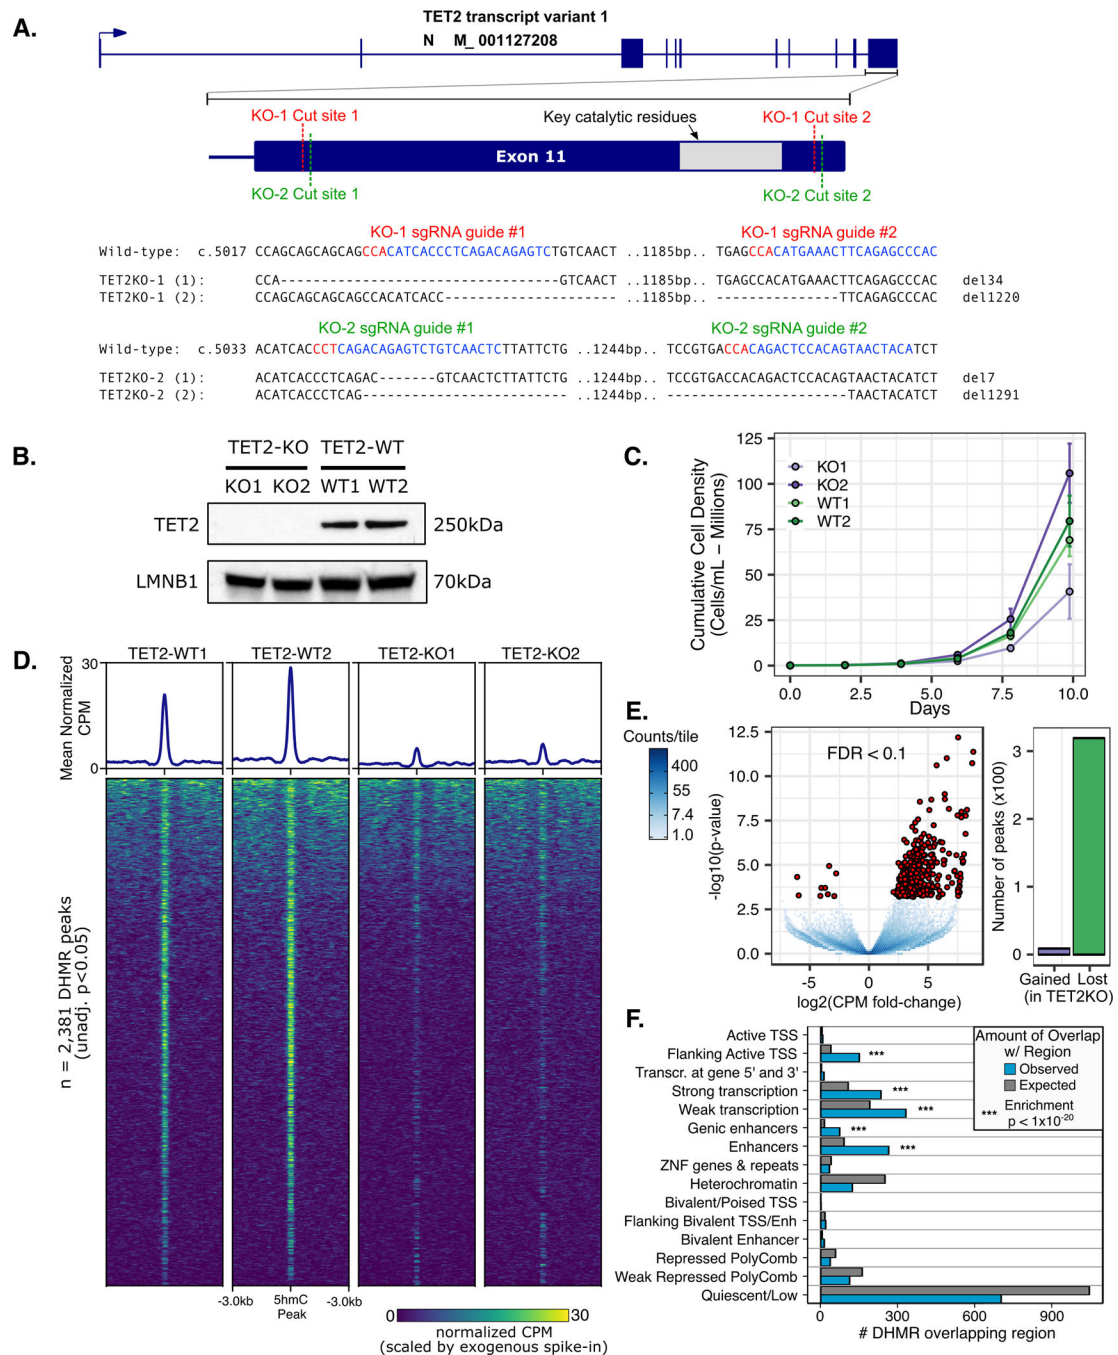 A.
TET2 transcript variant 1
N M_001127208
KO-1 Cut site 1
Key catalytic residues
KO-1 Cut site 2
Exon 11
KO-2 Cut site 1
KO-2 Cut site 2
KO-1 sgRNA guide #1
KO-1 sgRNA guide #2
Wild-type: c.5017 CCAGCAGCAGCAGCCACATCACCCTCAGACAGAGTCTGTCAACT ..1185bp.. TGAGCCACATGAAACTTCAGAGCCCAC
TET2KO-1 (1): CCA--------------------------------GTCAACT ..1185bp.. TGAGCCACATGAAACTTCAGAGCCCAC del34
TET2KO-1 (2): CCAGCAGCAGCAGCCACATCACC-------------------- ..1185bp.. ---------------TTCAGAGCCCAC del1220
KO-2 sgRNA guide #1
KO-2 sgRNA guide #2
Wild-type: c.5033 ACATCACCCTCAGACAGAGTCTGTCAACTCTTATTCTG ..1244bp.. TCCGTGACCACAGACTCCACAGTAACTACATCT
TET2KO-2 (1): ACATCACCCTCAGAC-------GTCAACTCTTATTCTG ..1244bp.. TCCGTGACCACAGACTCCACAGTAACTACATCT del7
TET2KO-2 (2): ACATCACCCTCAG------------------------- ..1244bp.. ----------------------TAACTACATCT del1291
B.
TET2-KO TET2-WT
KO1 KO2 WT1 WT2
TET2
250kDa
LMNB1
70kDa
C.
Cumulative Cell Density
(Cells/mL – Millions)
125
100
75
50
25
0
KO1
KO2
WT1
WT2
0.0 2.5 5.0 7.5 10.0
Days
D.
TET2-WT1 TET2-WT2 TET2-KO1 TET2-KO2
Mean Normalized
CPM
30
0
n = 2,381 DHMR peaks
(unadj. p<0.05)
-3.0kb 5hmC -3.0kb
Peak
0 30
normalized CPM
(scaled by exogenous spike-in)
E.
Counts/tile
400
55
7.4
1.0
-log10(p-value)
12.5
10.0
7.5
5.0
2.5
0.0
FDR < 0.1
-5 0 5
log2(CPM fold-change)
Number of peaks (x100)
3
2
1
0
Gained Lost
(in TET2KO)
F.
Active TSS
Flanking Active TSS
Transcr. at gene 5' and 3'
Strong transcription
Weak transcription
Genic enhancers
Enhancers
ZNF genes & repeats
Heterochromatin
Bivalent/Poised TSS
Flanking Bivalent TSS/Enh
Bivalent Enhancer
Repressed PolyComb
Weak Repressed PolyComb
Quiescent/Low
***
***
***
***
***
Amount of Overlap
w/ Region
Observed
Expected
*** Enrichment
p < 1x10-20
0 300 600 900
# DHMR overlapping region